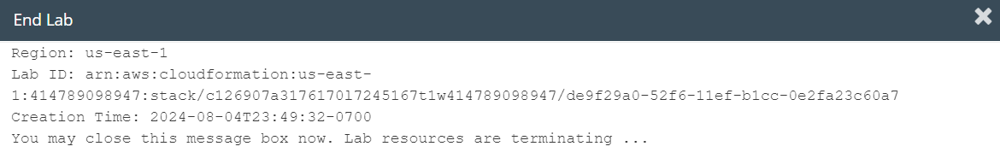 End Lab
Region: us-east-1
Lab ID: arn:aws:cloudformation:us-east-
1:414789098947:stack/c126907a3176170l7245167t1w414789098947/de9f29a0-52f6-11ef-b1cc-0e2fa23c60a7
Creation Time: 2024-08-04T23:49:32-0700
You may close this message box now. Lab resources are terminating ...